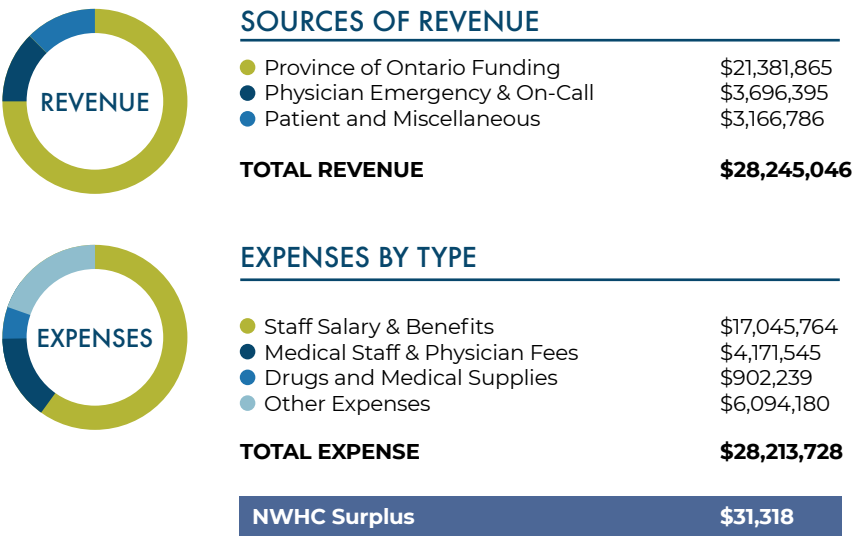 REVENUE
SOURCES OF REVENUE
Province of Ontario Funding $21,381,865
Physician Emergency & On-Call $3,696,395
Patient and Miscellaneous $3,166,786
TOTAL REVENUE $28,245,046
EXPENSES
EXPENSES BY TYPE
Staff Salary & Benefits $17,045,764
Medical Staff & Physician Fees $4,171,545
Drugs and Medical Supplies $902,239
Other Expenses $6,094,180
TOTAL EXPENSE $28,213,728
NWHC Surplus $31,318